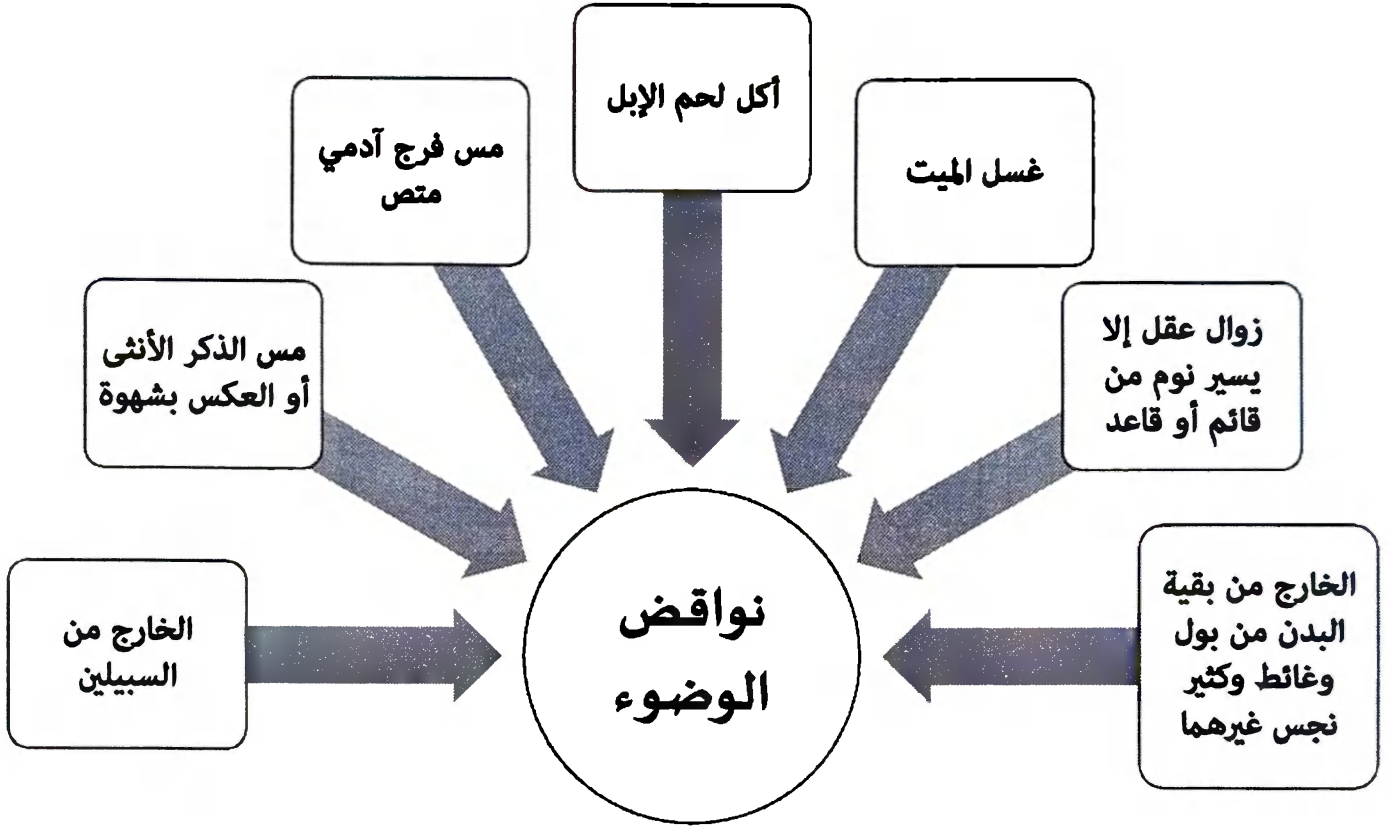 أكل لحم الإبل
مس فرج آدمي
متص
غسل الميت
مس الذكر الأنثى
أو العكس بشهوة
زوال عقل إلا
يسير نوم من
قائم أو قاعد
الخارج من
السبيلين
الخارج من بقية
البدن من بول
وغائط وكثير
نجس غيرهما
نواقض
الوضوء